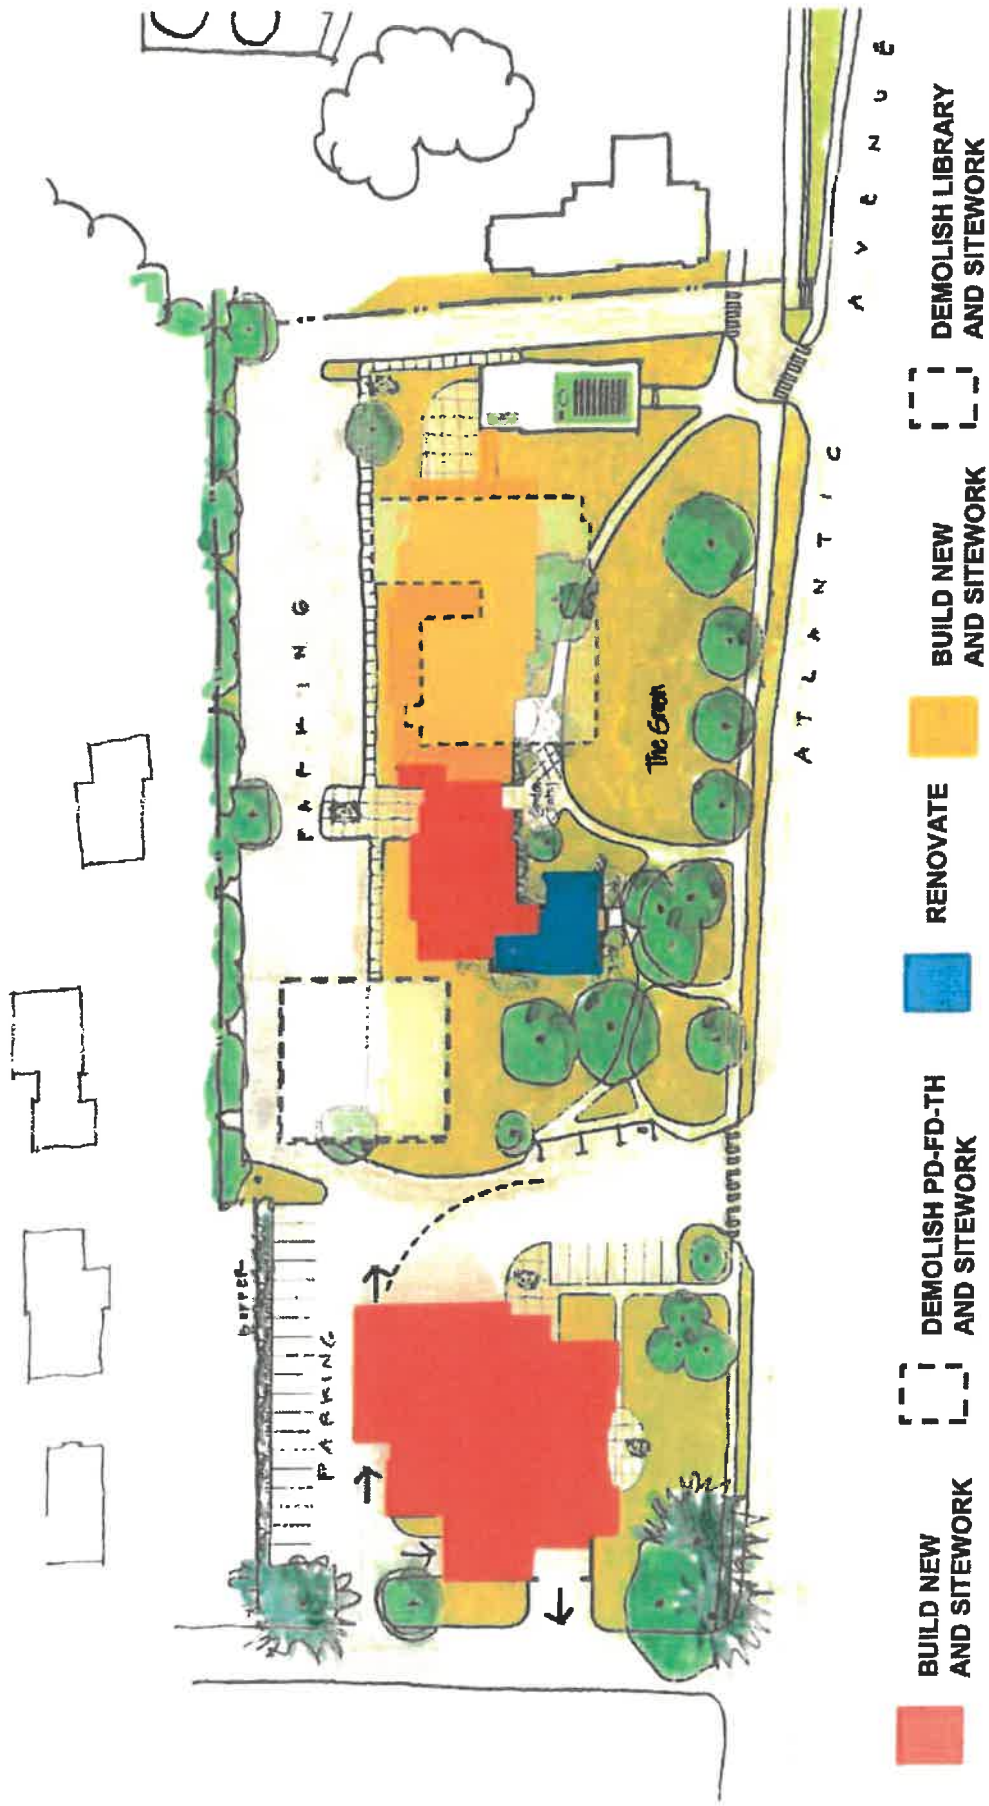 PARKING
BUFFER
PARKING
The Green
ATLANTIC AVENUE
BUILD NEW
AND SITEWORK
DEMOLISH PD-FD-TH
AND SITEWORK
RENOVATE
BUILD NEW
AND SITEWORK
DEMOLISH LIBRARY
AND SITEWORK